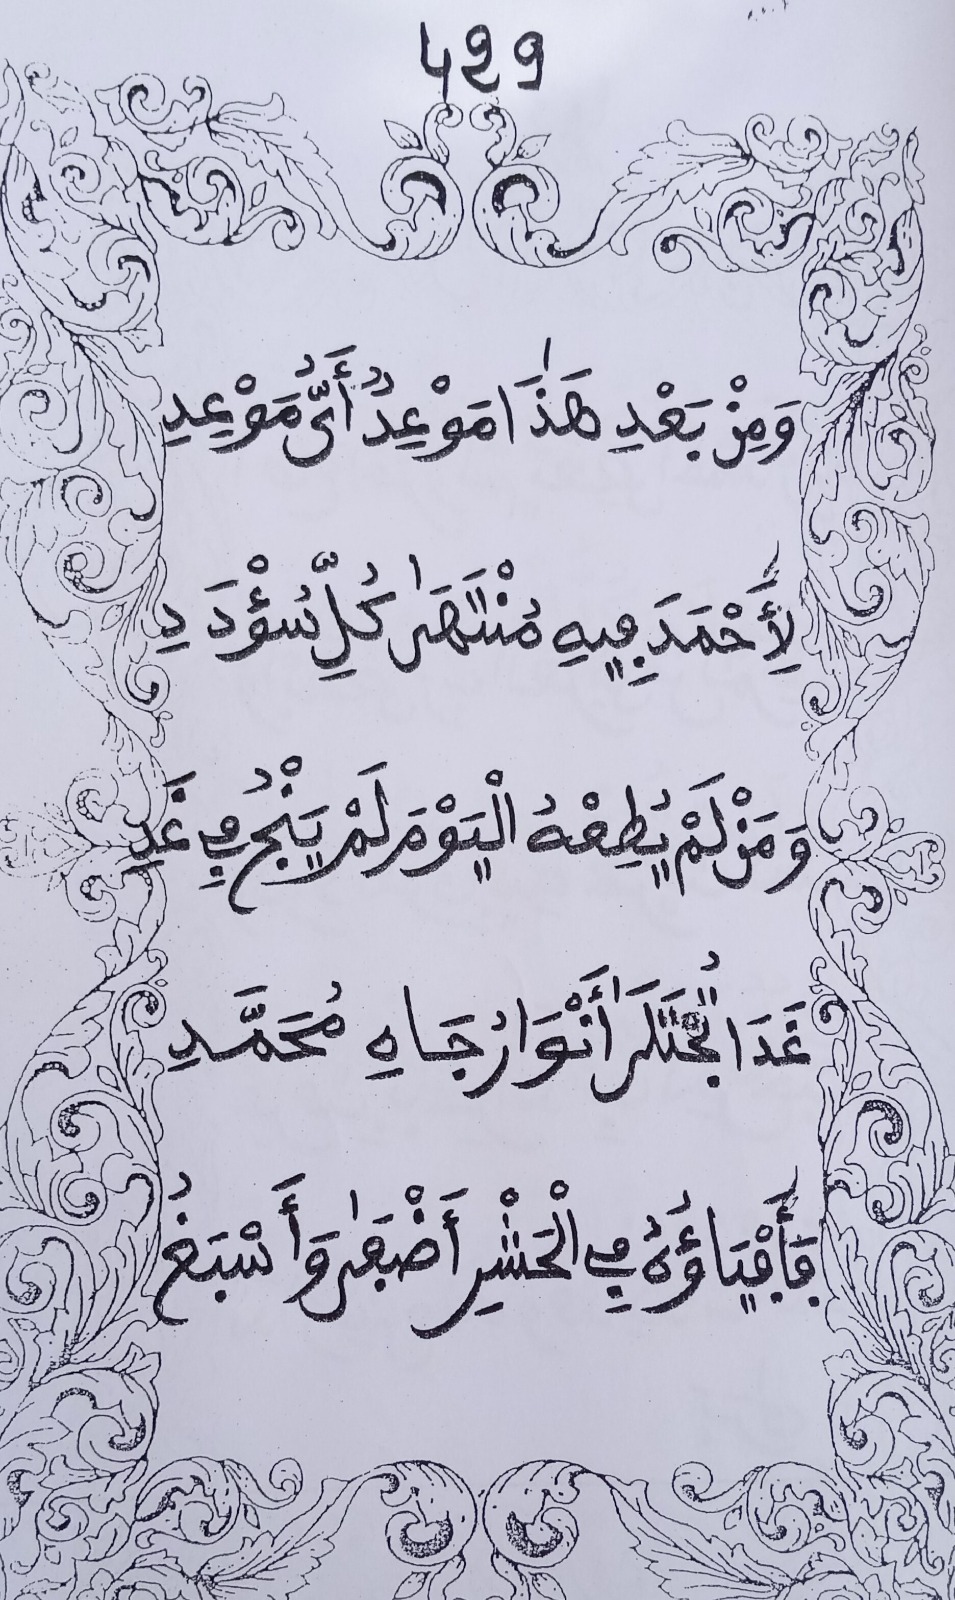 429
وَمِنْ بَعْدِ هَٰذَا مَوْعِدٌ أَيُّ مَوْعِدِ
لِأَحْمَدَ فِيهِ مُنْتَهَىٰ كُلِّ سُؤْدَدِ
وَمَنْ لَمْ يُطِعْهُ الْيَوْمَ لَمْ يَنْجُ فِي غَدِ
غَدًا تُجْتَلَىٰ أَنْوَارُ جَاهِ مُحَمَّدِ
فَأَفْيَاؤُهُ فِي الْحَشْرِ أَضْفَىٰ وَأَسْبَغُ